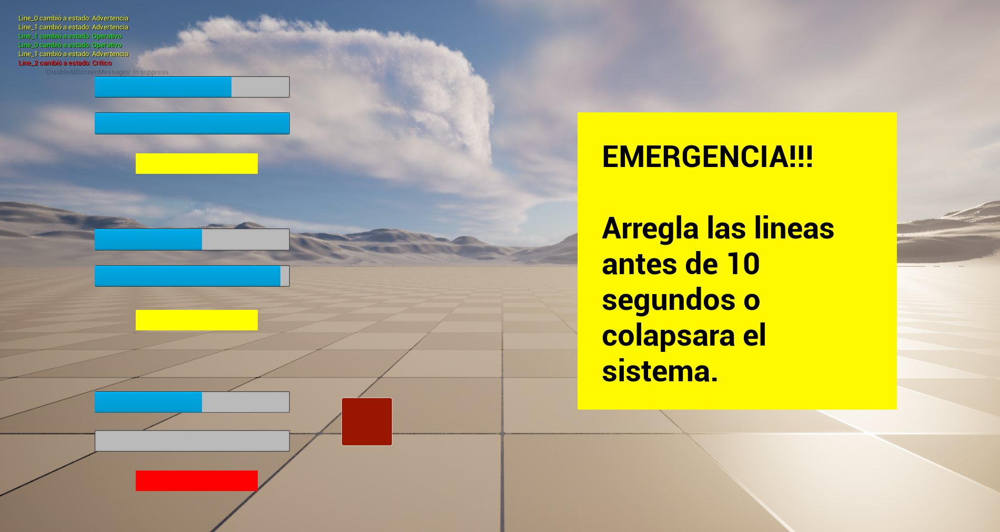 Line_0 cambió a estado: Advertencia
Line_1 cambió a estado: Advertencia
Line_1 cambió a estado: Operativo
Line_0 cambió a estado: Operativo
Line_1 cambió a estado: Advertencia
Line_2 cambió a estado: Crítico
'DisableAllScreenMessages' to suppress
EMERGENCIA!!!
Arregla las lineas
antes de 10
segundos o
colapsara el
sistema.